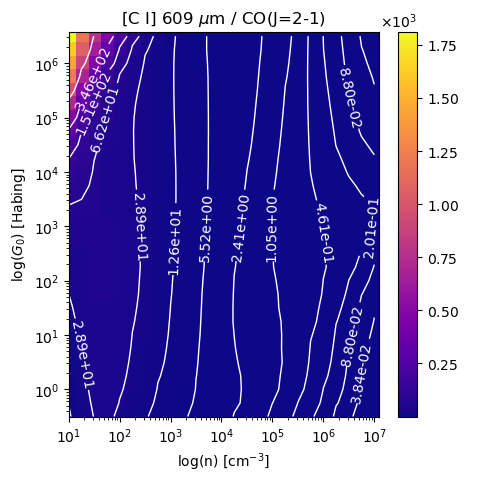 [C I] 609 μm / CO(J=2-1)
×10³
log(G₀) [Habing]
10⁶
10⁵
10⁴
10³
10²
10¹
10⁰
3.46e+02
1.51e+02
6.62e+01
2.89e+01
1.26e+01
5.52e+00
2.41e+00
1.05e+00
4.61e-01
2.01e-01
8.80e-02
2.89e+01
8.80e-02
3.84e-02
10¹ 10² 10³ 10⁴ 10⁵ 10⁶ 10⁷
log(n) [cm⁻³]
1.75
1.50
1.25
1.00
0.75
0.50
0.25